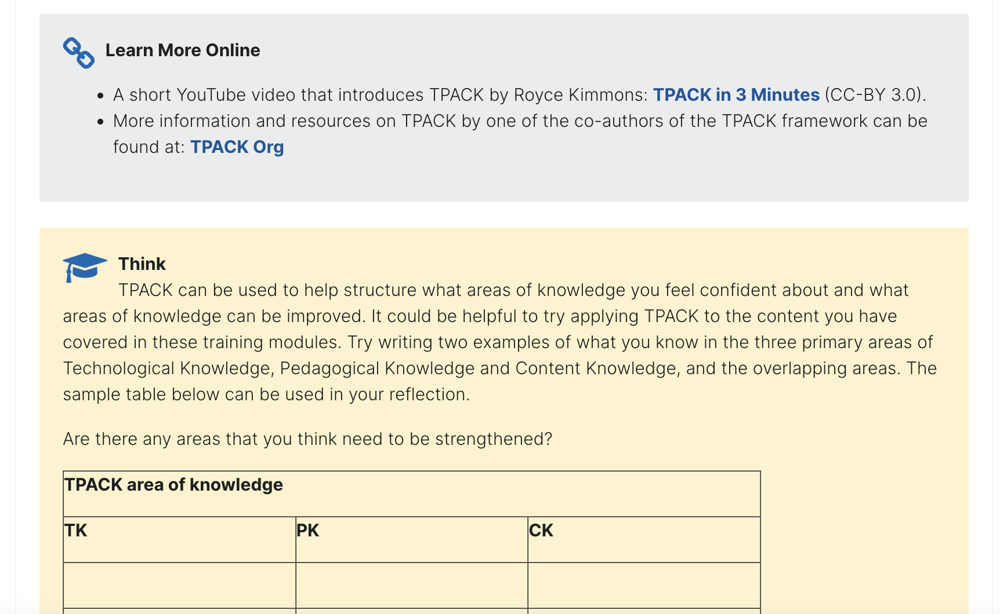 Learn More Online
• A short YouTube video that introduces TPACK by Royce Kimmons: TPACK in 3 Minutes (CC-BY 3.0).
• More information and resources on TPACK by one of the co-authors of the TPACK framework can be
found at: TPACK Org
Think
TPACK can be used to help structure what areas of knowledge you feel confident about and what
areas of knowledge can be improved. It could be helpful to try applying TPACK to the content you have
covered in these training modules. Try writing two examples of what you know in the three primary areas of
Technological Knowledge, Pedagogical Knowledge and Content Knowledge, and the overlapping areas. The
sample table below can be used in your reflection.
Are there any areas that you think need to be strengthened?
TPACK area of knowledge
TK PK CK